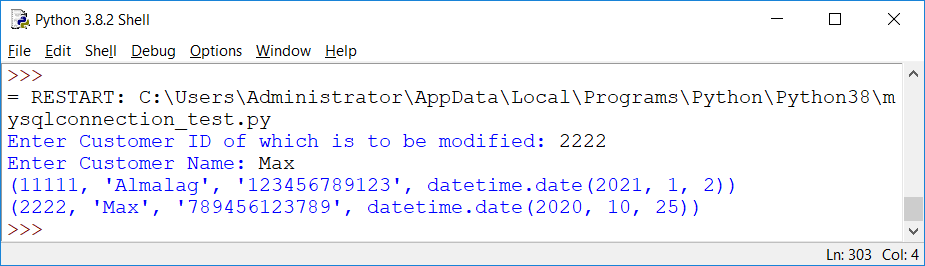 Python 3.8.2 Shell
File Edit Shell Debug Options Window Help
>>>
= RESTART: C:\Users\Administrator\AppData\Local\Programs\Python\Python38\m
ysqlconnection_test.py
Enter Customer ID of which is to be modified: 2222
Enter Customer Name: Max
(11111, 'Almalag', '123456789123', datetime.date(2021, 1, 2))
(2222, 'Max', '789456123789', datetime.date(2020, 10, 25))
>>>
Ln: 303 Col: 4